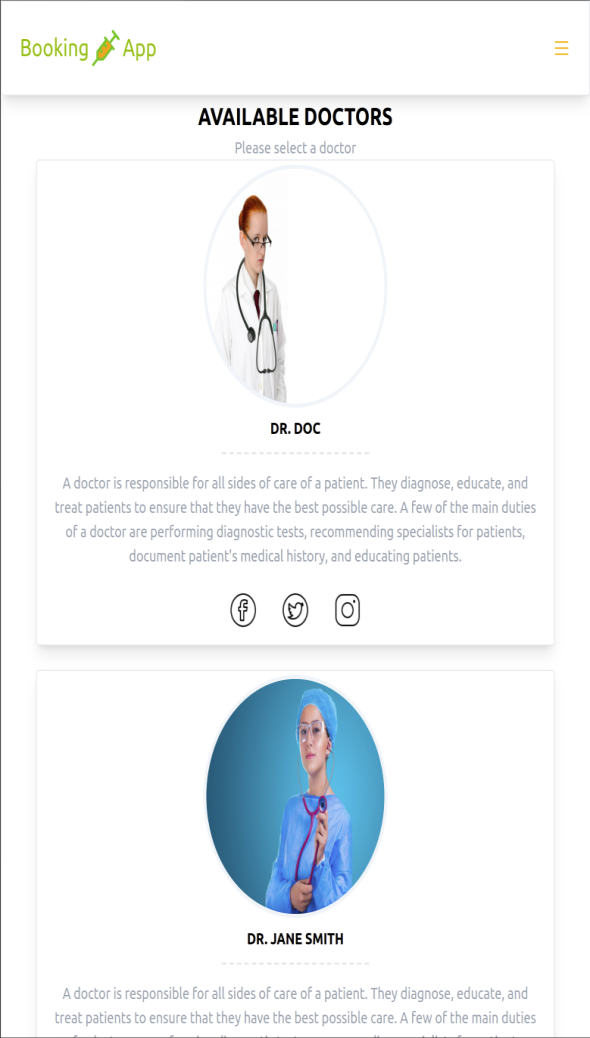 Booking App
AVAILABLE DOCTORS
Please select a doctor
DR. DOC
A doctor is responsible for all sides of care of a patient. They diagnose, educate, and
treat patients to ensure that they have the best possible care. A few of the main duties
of a doctor are performing diagnostic tests, recommending specialists for patients,
document patient's medical history, and educating patients.
DR. JANE SMITH
A doctor is responsible for all sides of care of a patient. They diagnose, educate, and
treat patients to ensure that they have the best possible care. A few of the main duties